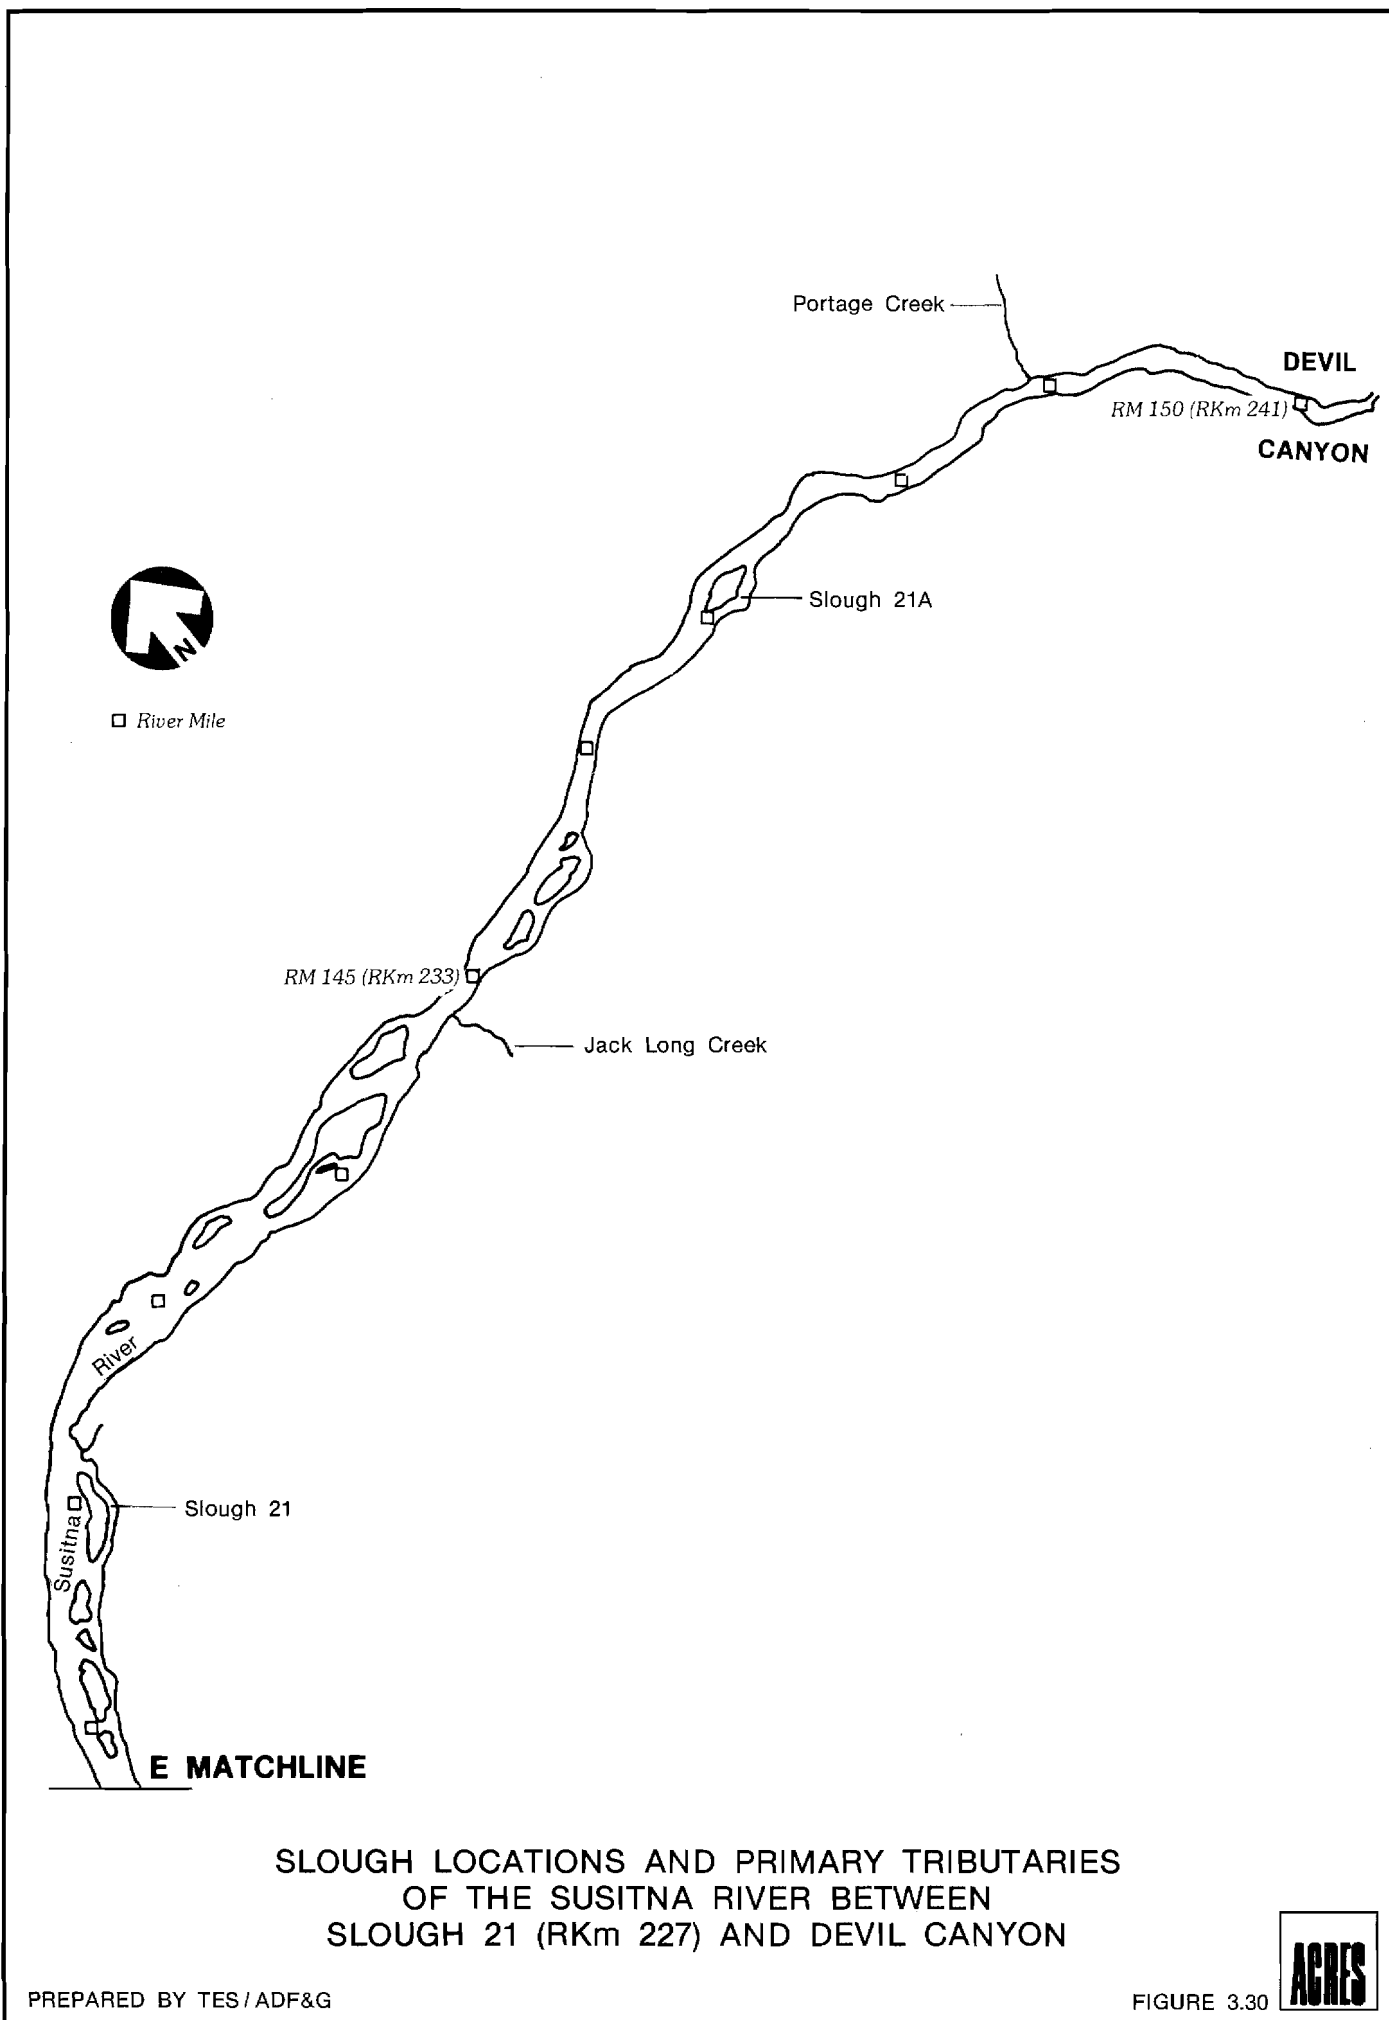 Portage Creek
DEVIL
RM 150 (RKm 241)
CANYON
Slough 21A
N
River Mile
RM 145 (RKm 233)
Jack Long Creek
River
Slough 21
Susitna
E MATCHLINE
SLOUGH LOCATIONS AND PRIMARY TRIBUTARIES
OF THE SUSITNA RIVER BETWEEN
SLOUGH 21 (RKm 227) AND DEVIL CANYON
PREPARED BY TES/ADF&G
FIGURE 3.30
ACRES